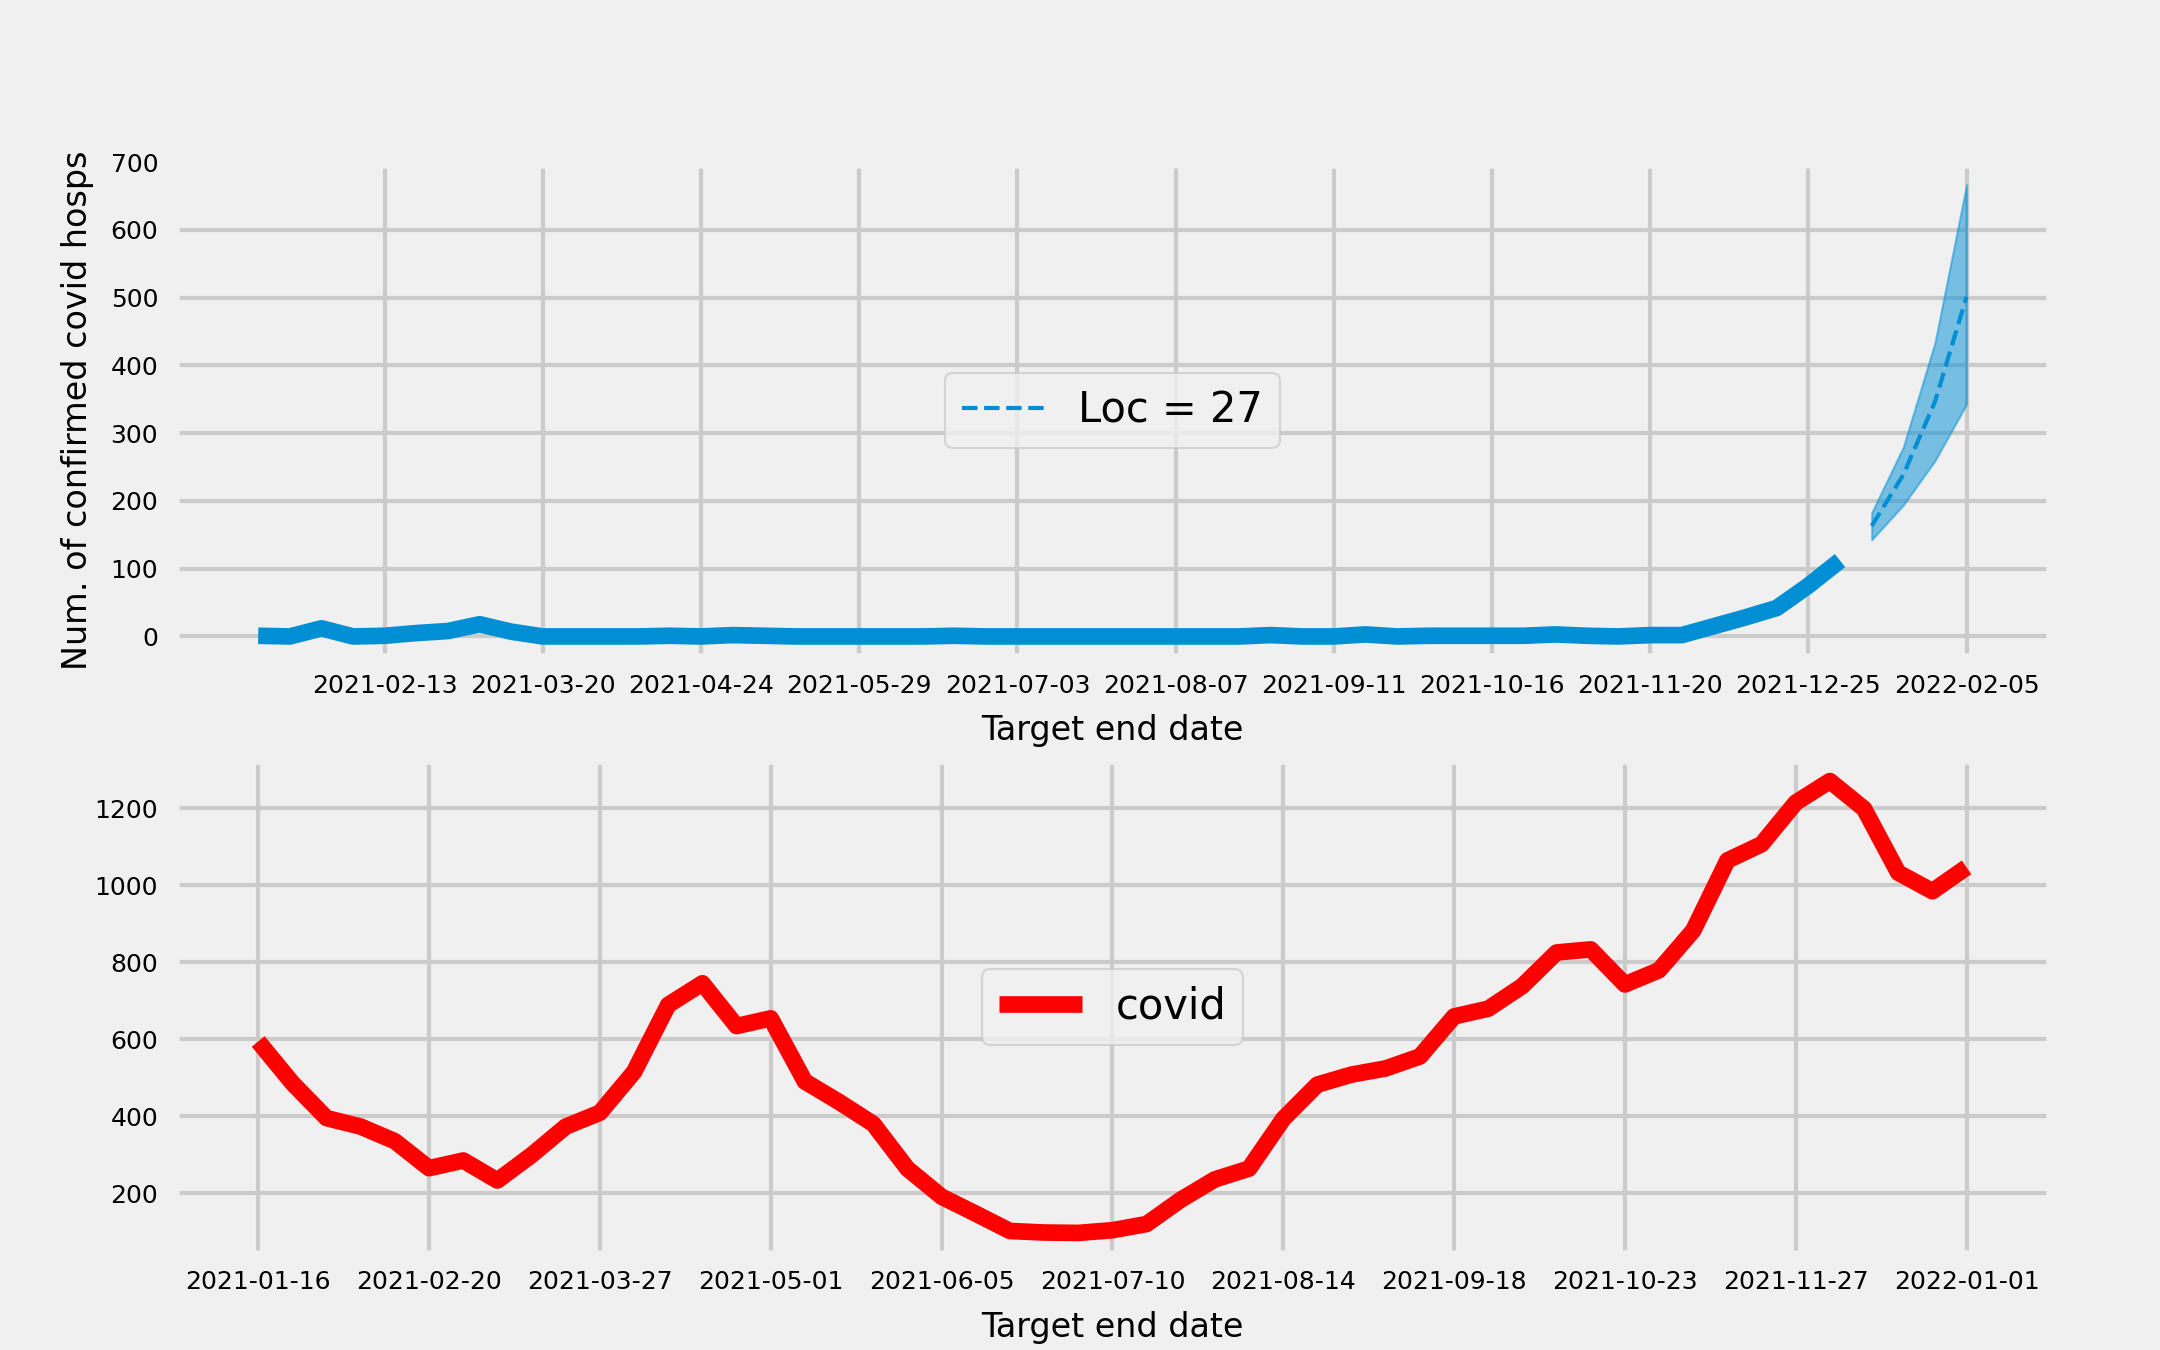 Num. of confirmed covid hosps
700
600
500
400
300
200
100
0
Loc = 27
2021-02-13 2021-03-20 2021-04-24 2021-05-29 2021-07-03 2021-08-07 2021-09-11 2021-10-16 2021-11-20 2021-12-25 2022-02-05
Target end date
1200
1000
800
600
400
200
covid
2021-01-16 2021-02-20 2021-03-27 2021-05-01 2021-06-05 2021-07-10 2021-08-14 2021-09-18 2021-10-23 2021-11-27 2022-01-01
Target end date